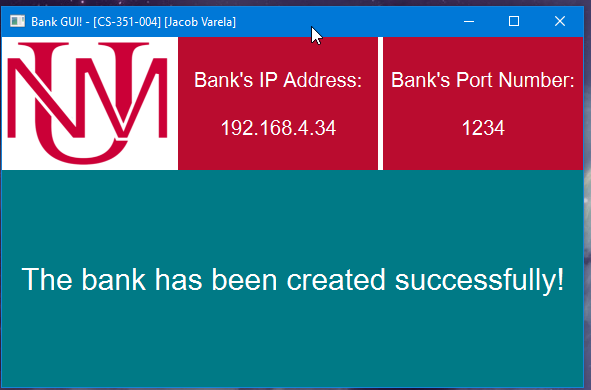 Bank GUI! - [CS-351-004] [Jacob Varela]
UNM
Bank's IP Address:
192.168.4.34
Bank's Port Number:
1234
The bank has been created successfully!